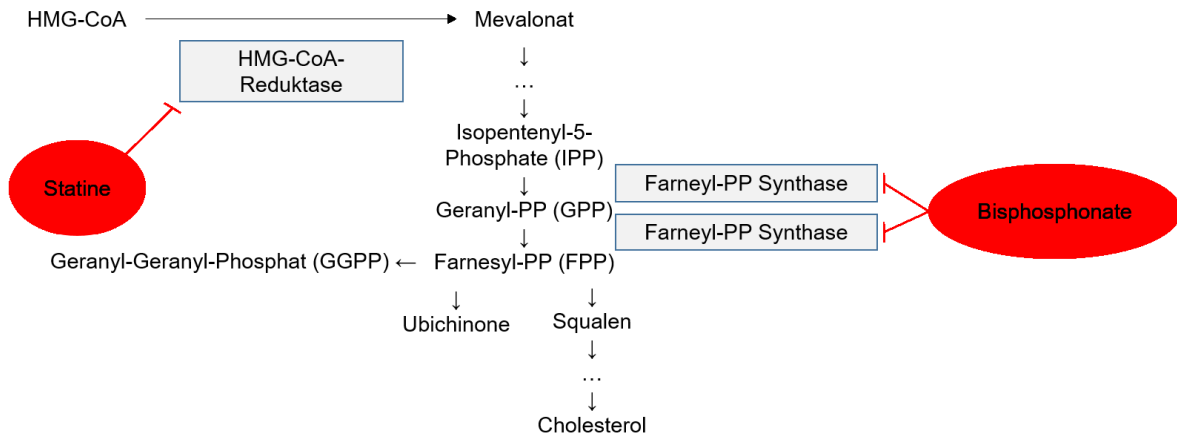 HMG-CoA
Mevalonat
HMG-CoA-
Reduktase
...
Isopentenyl-5-
Phosphate (IPP)
Statine
Farneyl-PP Synthase
Bisphosphonate
Geranyl-PP (GPP)
Farneyl-PP Synthase
Geranyl-Geranyl-Phosphat (GGPP) ← Farnesyl-PP (FPP)
Ubichinone
Squalen
...
Cholesterol